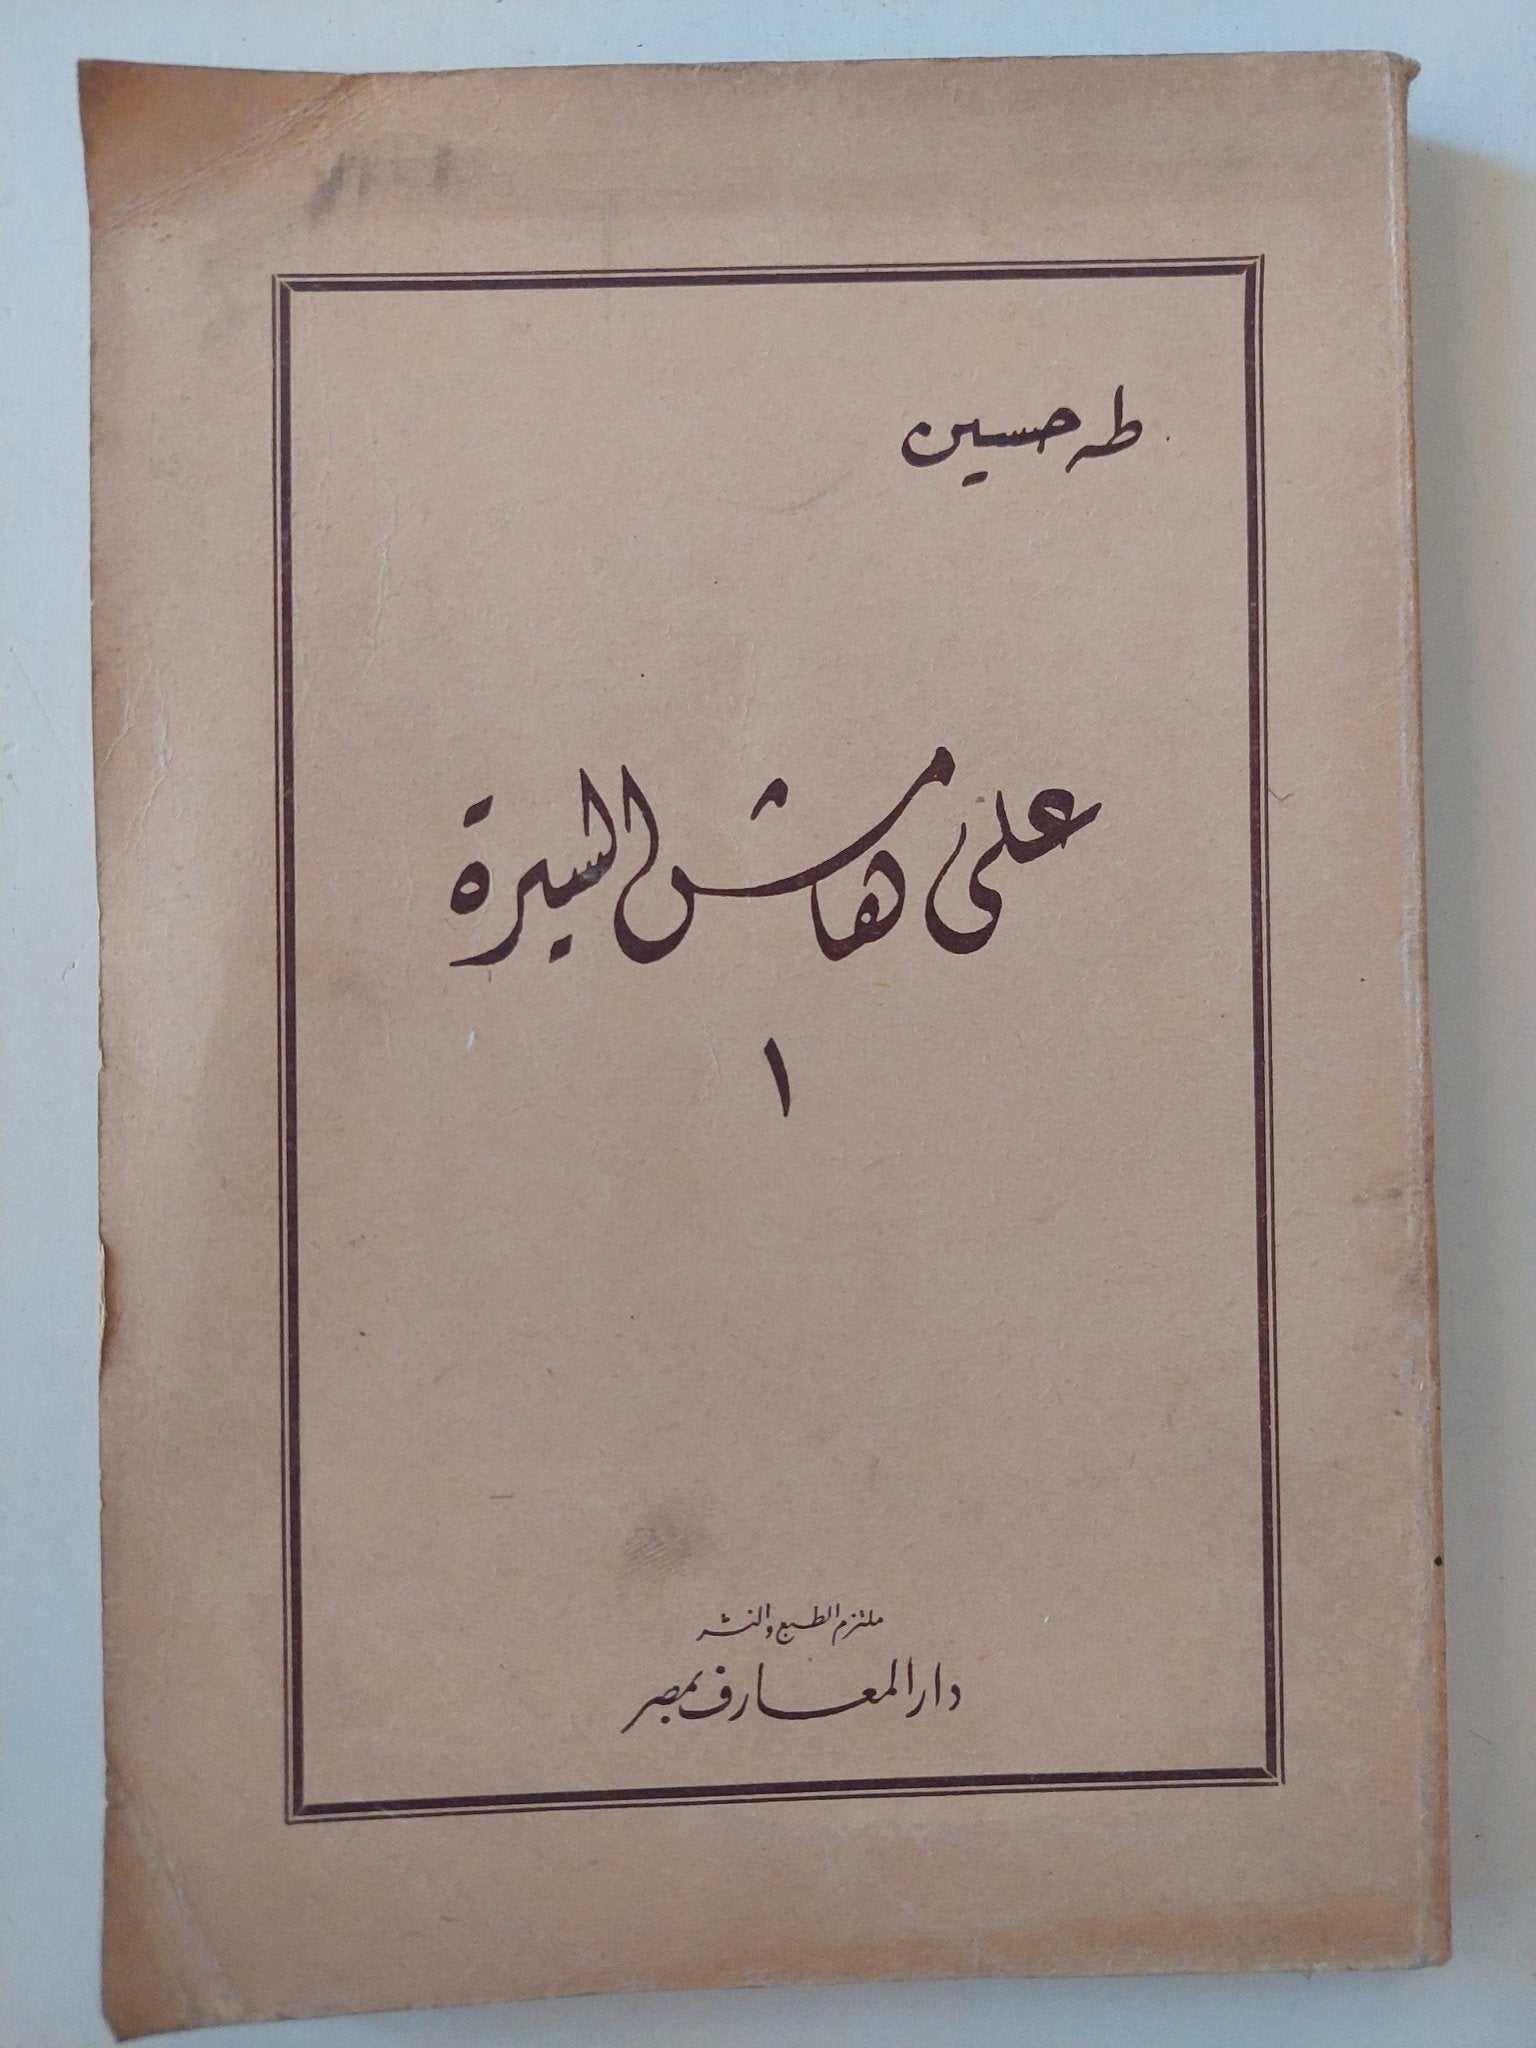 طه حسين
على هامش السيرة
١
ملتزم الطبع والنشر
دار المعارف بمصر